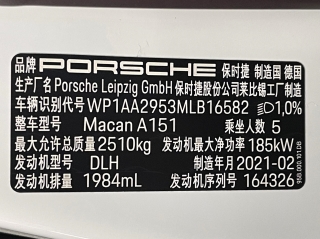 品牌 PORSCHE 保时捷 制造国 德国
生产厂名 Porsche Leipzig GmbH 保时捷股份公司莱比锡工厂制造
车辆识别代号 WP1AA2953MLB16582 1,0%
整车型号 Macan A151 乘坐人数 5
最大允许总质量 2510kg 发动机最大净功率 185kW
发动机型号 DLH 制造年月 2021-02
发动机排量 1984mL 发动机序列号 164326